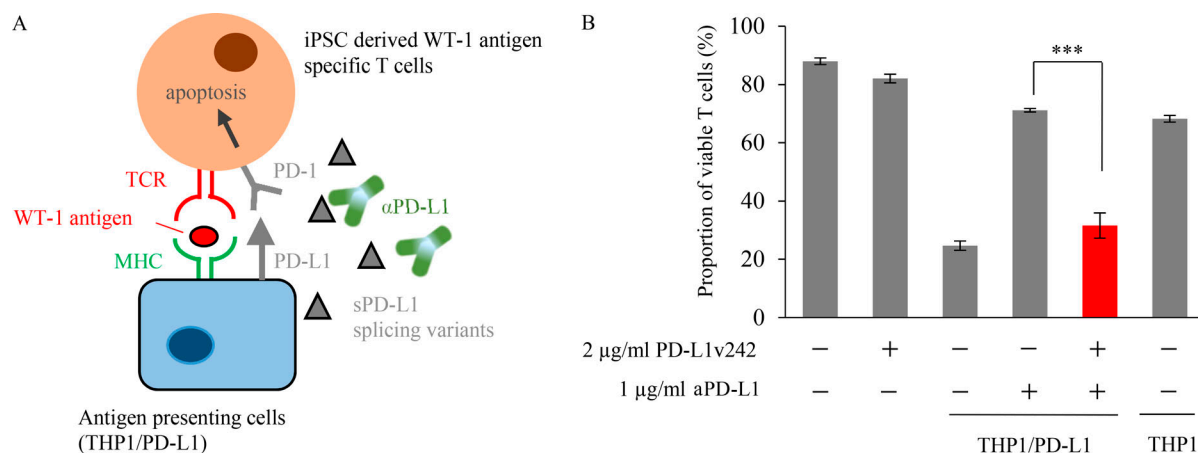 A
iPSC derived WT-1 antigen
specific T cells
apoptosis
PD-1
TCR
αPD-L1
WT-1 antigen
PD-L1
MHC
sPD-L1
splicing variants
Antigen presenting cells
(THP1/PD-L1)
B
Proportion of viable T cells (%)
100
80
60
40
20
0
***
2 μg/ml PD-L1v242 − + − − + −
1 μg/ml aPD-L1 − − − + + −
THP1/PD-L1 THP1